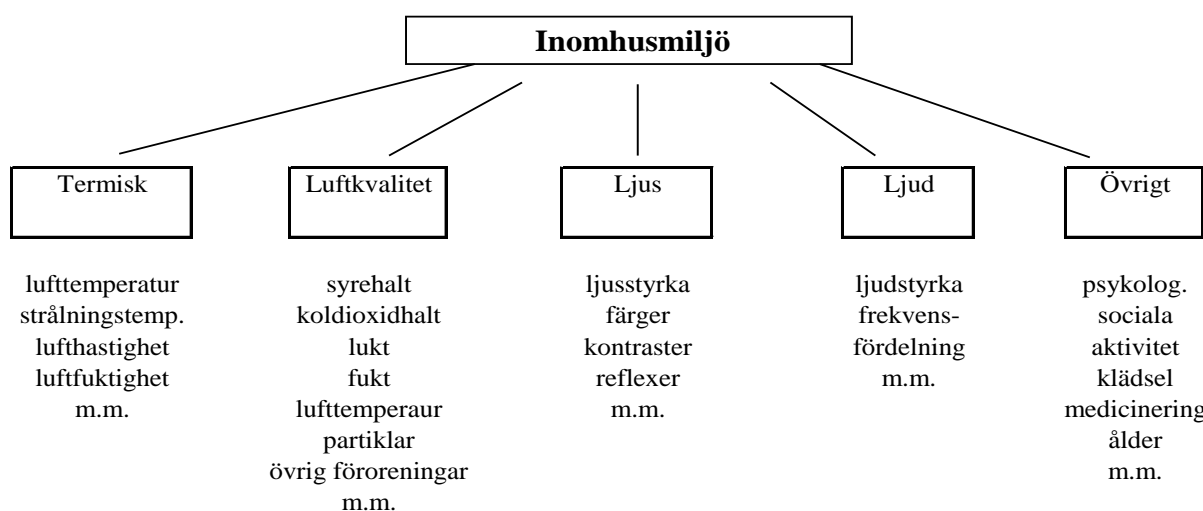 Inomhusmiljö
Termisk
lufttemperatur
strålningstemp.
lufthastighet
luftfuktighet
m.m.
Luftkvalitet
syrehalt
koldioxidhalt
lukt
fukt
lufttemperaur
partiklar
övrig föroreningar
m.m.
Ljus
ljusstyrka
färger
kontraster
reflexer
m.m.
Ljud
ljudstyrka
frekvens-
fördelning
m.m.
Övrigt
psykolog.
sociala
aktivitet
klädsel
medicinering
ålder
m.m.